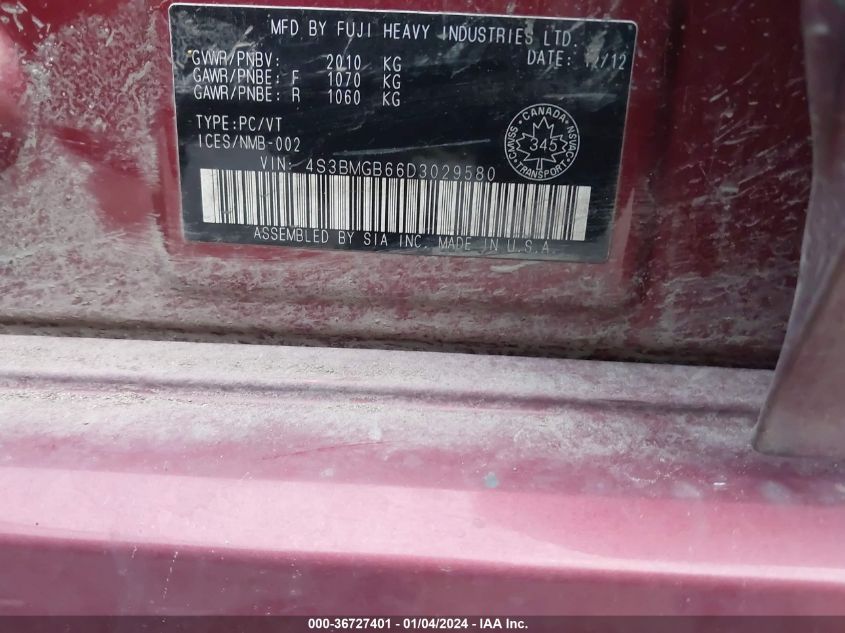 MFD BY FUJI HEAVY INDUSTRIES LTD.
GVWR/PNBV: 2010 KG DATE: 12/12
GAWR/PNBE: F 1070 KG
GAWR/PNBE: R 1060 KG
TYPE:PC/VT
ICES/NMB-002
CANADA
CMVSS NSVAC
345
TRANSPORT
VIN: 4S3BMGB66D3029580
ASSEMBLED BY SIA INC. MADE IN U.S.A.
000-36727401 - 01/04/2024 - IAA Inc.